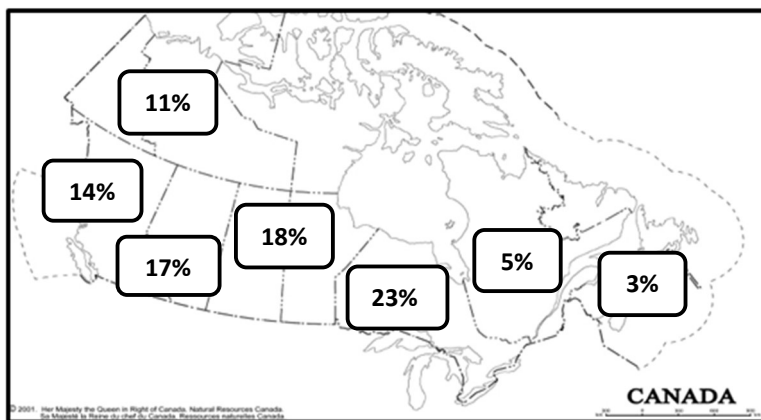 11%
14%
18%
17%
5%
3%
23%
© 2001. Her Majesty the Queen in Right of Canada, Natural Resources Canada.
Sa Majesté la Reine du chef du Canada, Ressources naturelles Canada.
CANADA